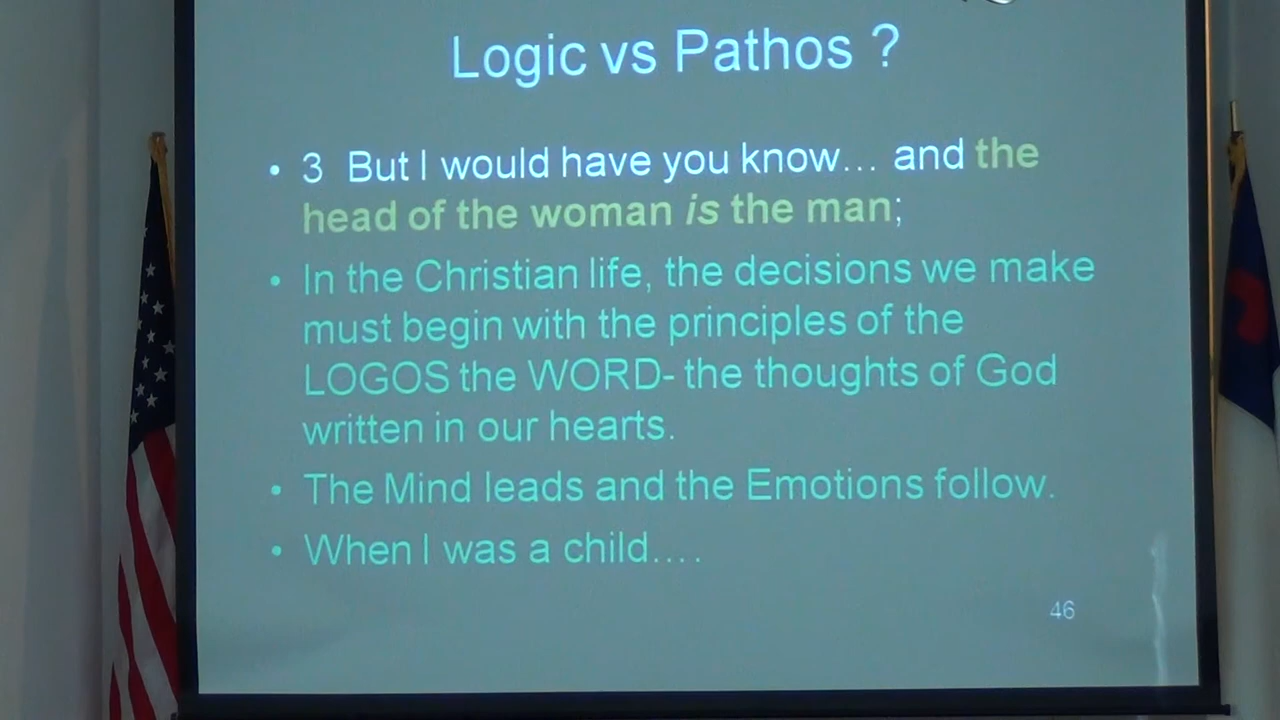 Logic vs Pathos ?
• 3 But I would have you know… and the
head of the woman is the man;
• In the Christian life, the decisions we make
must begin with the principles of the
LOGOS the WORD- the thoughts of God
written in our hearts.
• The Mind leads and the Emotions follow.
• When I was a child….
46